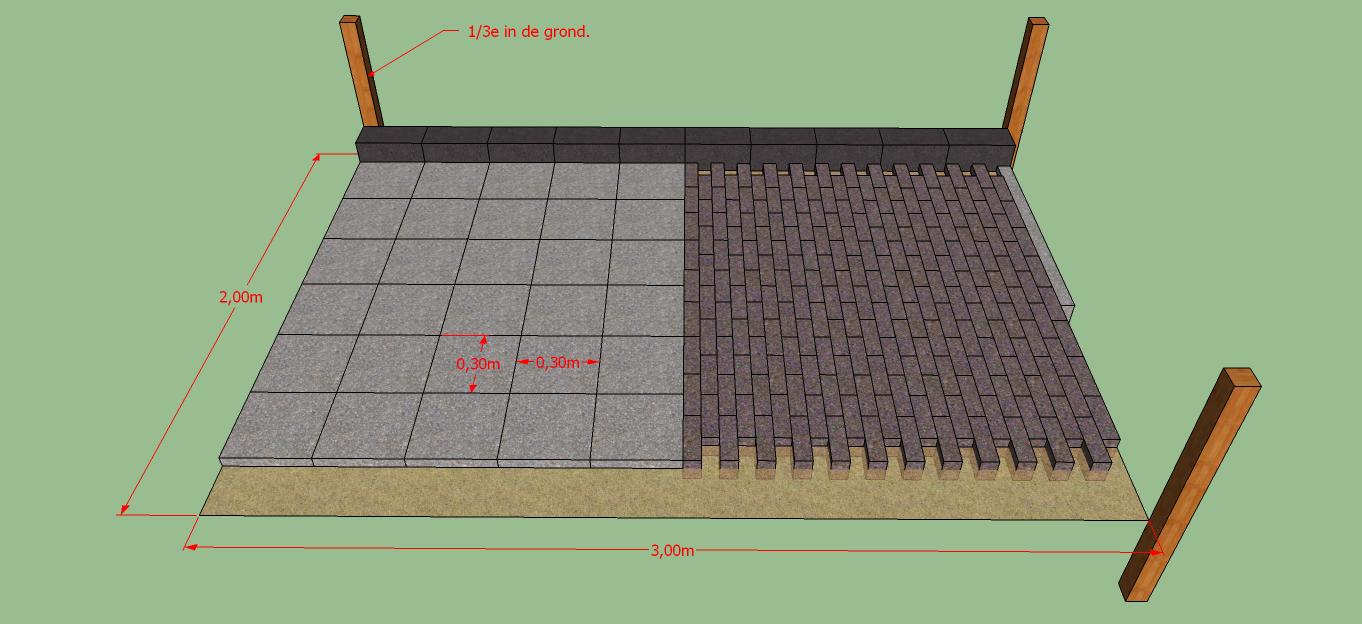 1/3e in de grond.
2,00m
0,30m
0,30m
3,00m